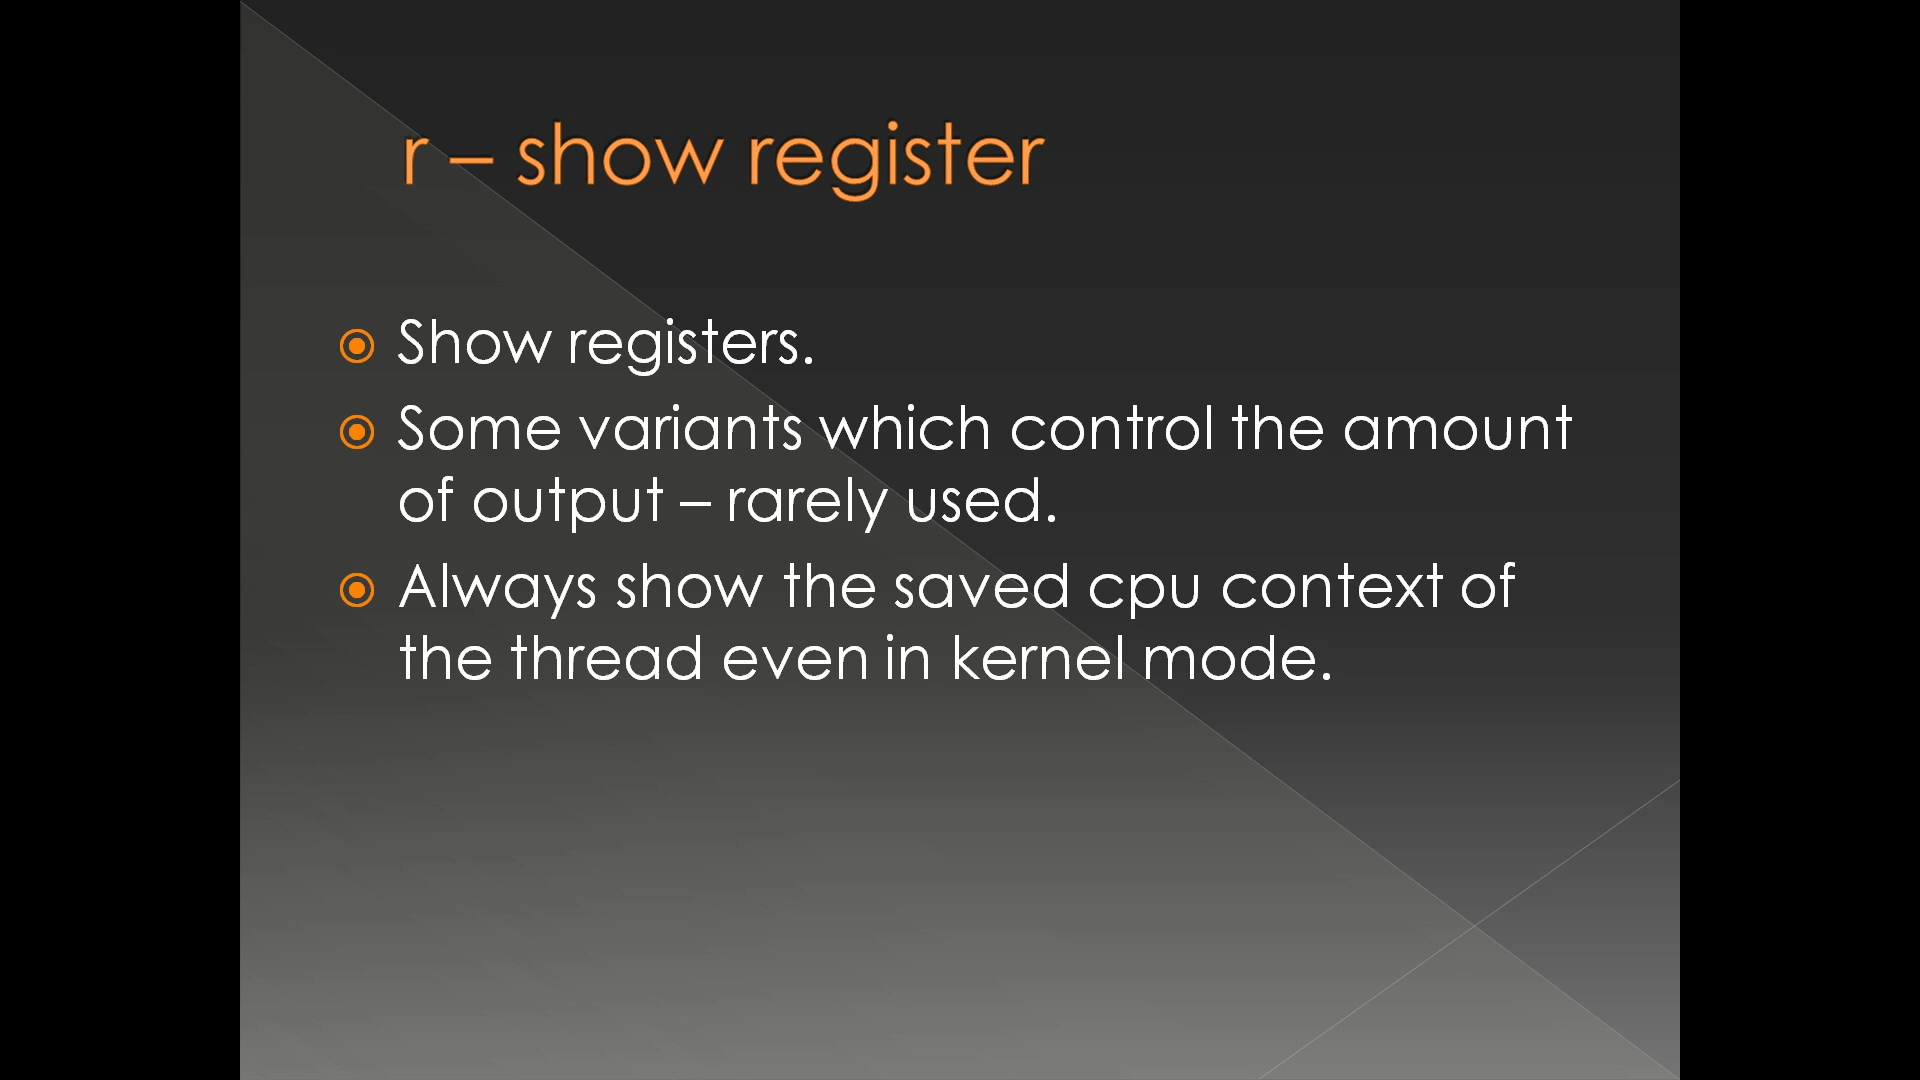 r – show register
Show registers.
Some variants which control the amount
of output – rarely used.
Always show the saved cpu context of
the thread even in kernel mode.